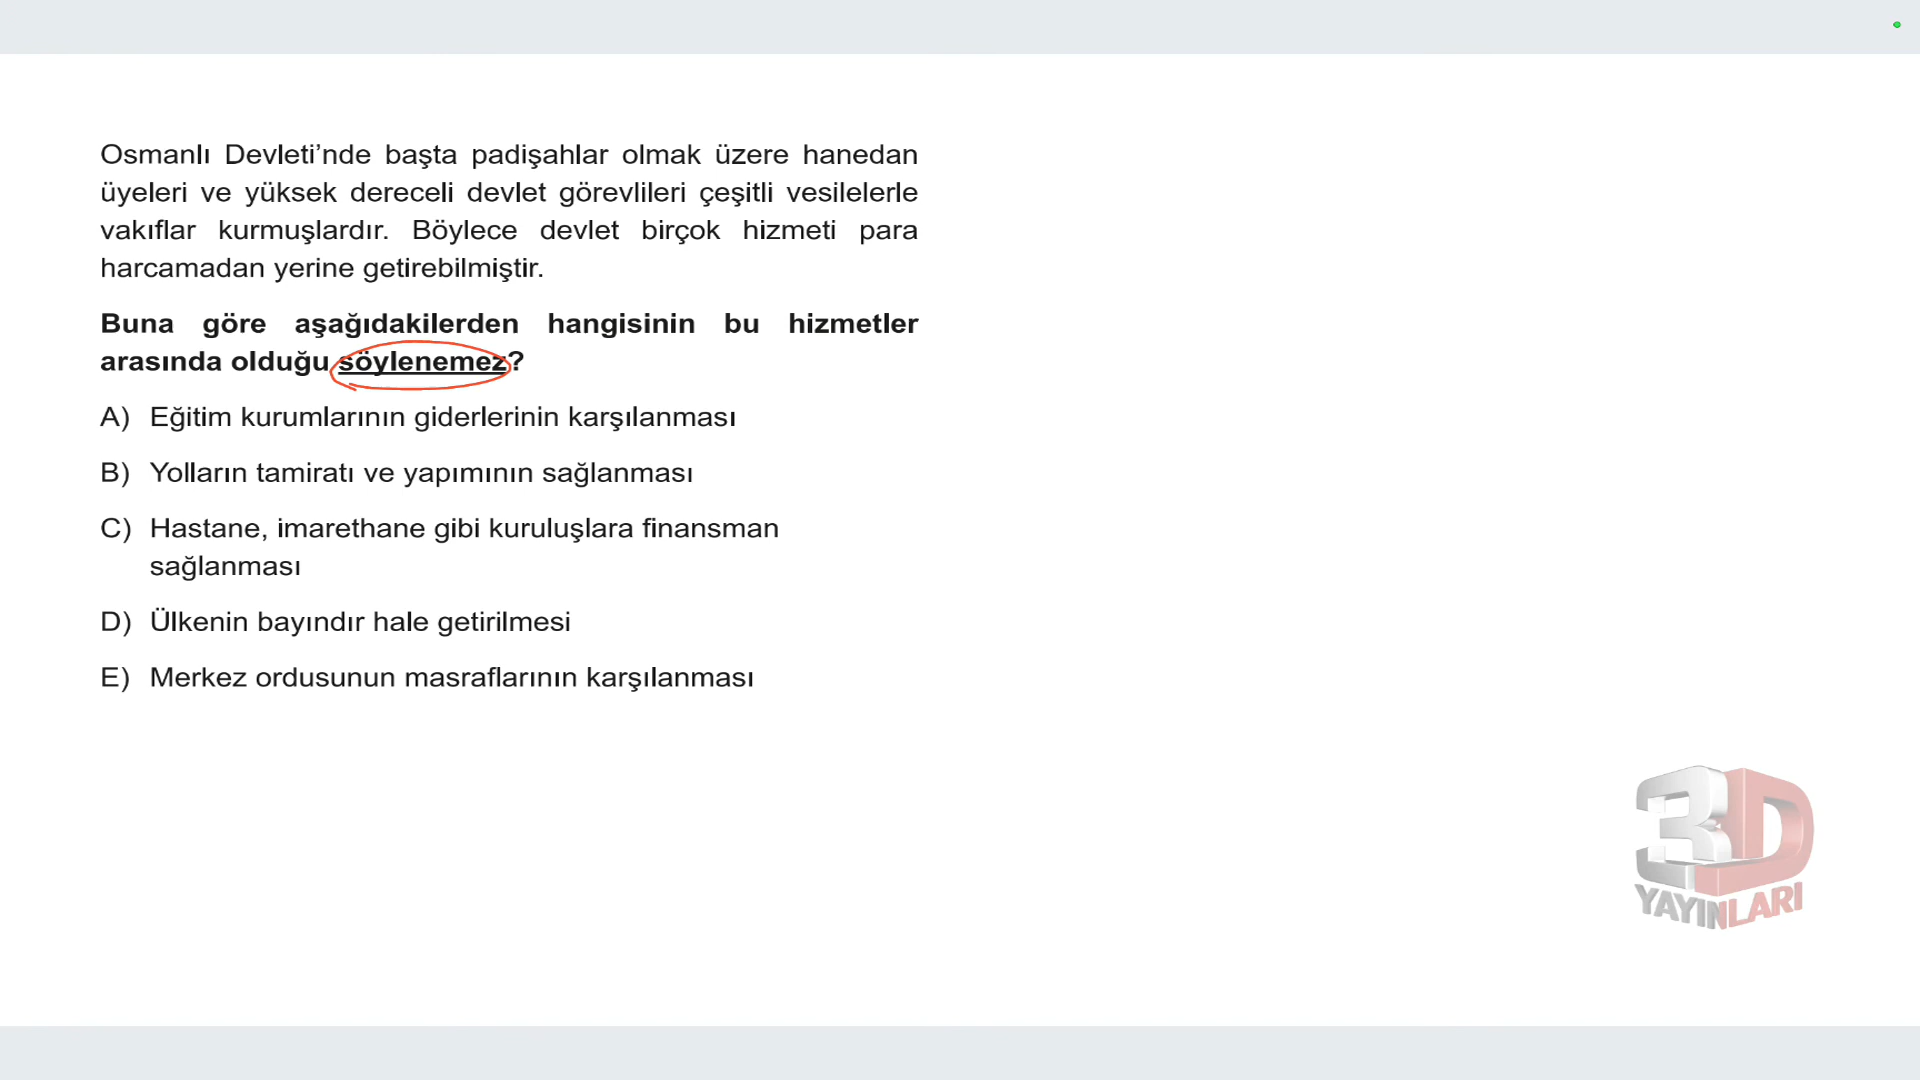 Osmanlı Devleti’nde başta padişahlar olmak üzere hanedan
üyeleri ve yüksek dereceli devlet görevlileri çeşitli vesilelerle
vakıflar kurmuşlardır. Böylece devlet birçok hizmeti para
harcamadan yerine getirebilmiştir.
Buna göre aşağıdakilerden hangisinin bu hizmetler
arasında olduğu söylenemez?
A) Eğitim kurumlarının giderlerinin karşılanması
B) Yolların tamiratı ve yapımının sağlanması
C) Hastane, imarethane gibi kuruluşlara finansman
sağlanması
D) Ülkenin bayındır hale getirilmesi
E) Merkez ordusunun masraflarının karşılanması
3D
YAYINLARI